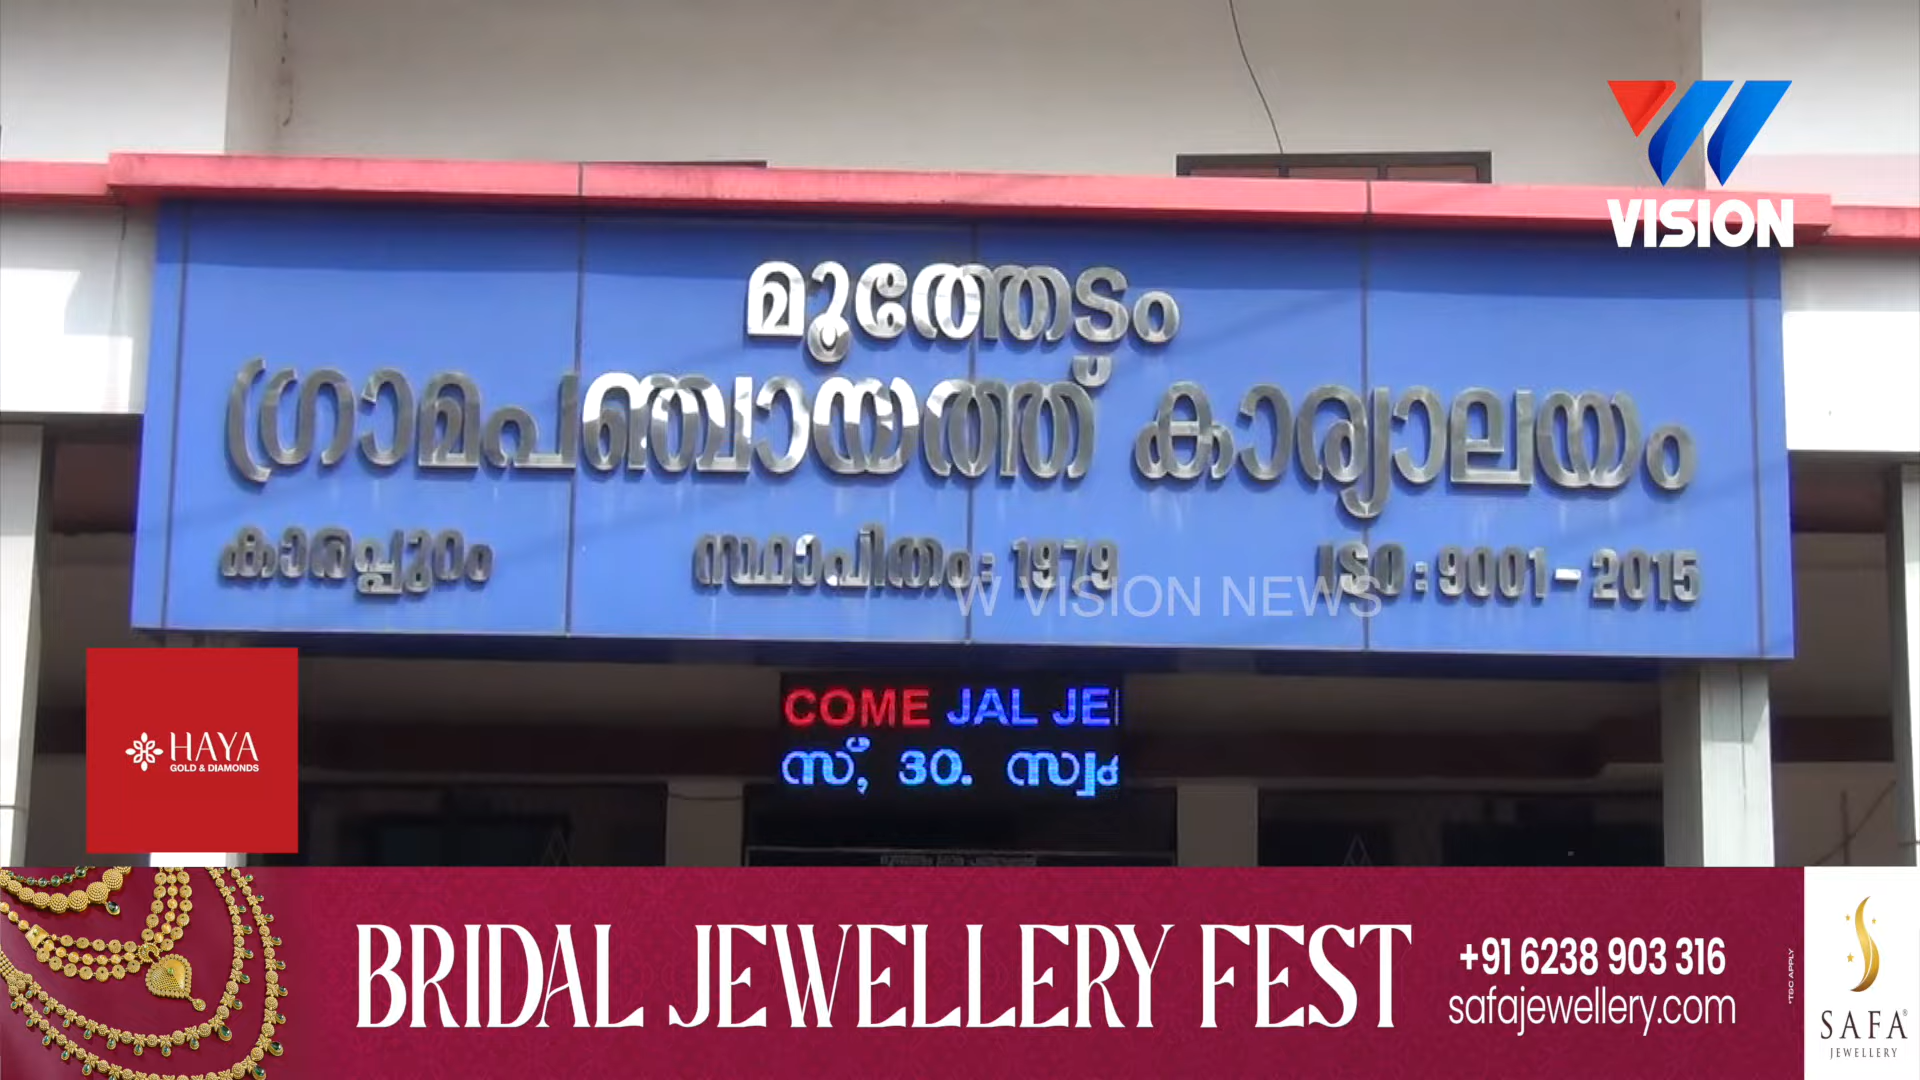 VISION
മൂത്തേടം
ഗ്രാമപഞ്ചായത്ത് കാര്യാലയം
കാരപ്പുറം സ്ഥാപിതം: 1979 ISO: 9001-2015
W VISION NEWS
COME JAL JE
സ്, 30. സ്വ
HAYA
GOLD & DIAMONDS
BRIDAL JEWELLERY FEST
+91 6238 903 316
safajewellery.com
*T&C APPLY
SAFA
JEWELLERY